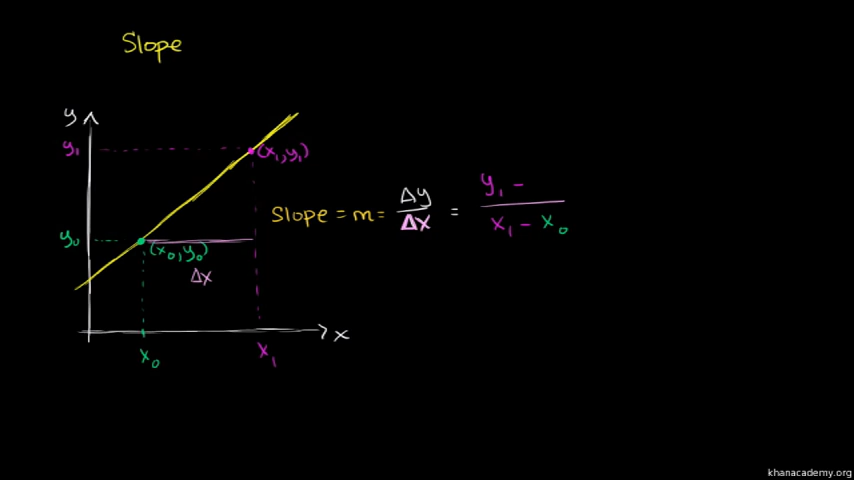 Slope
y
y₁
(x₁,y₁)
Slope = m = Δy/Δx = y₁ - / x₁ - x₀
y₀
(x₀,y₀)
Δx
x
x₀
x₁
khanacademy.org